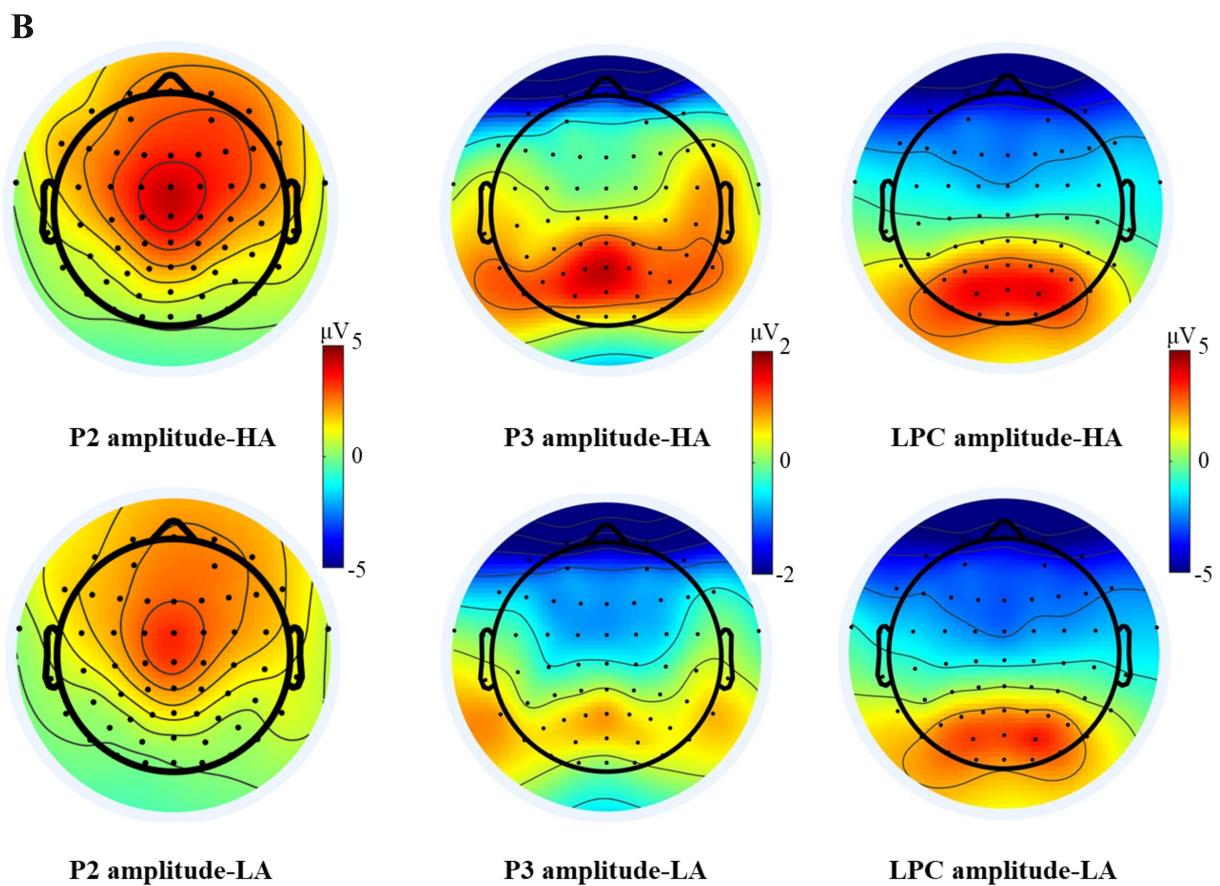 B
μV
5
0
-5
μV
2
0
-2
μV
5
0
-5
P2 amplitude-HA
P3 amplitude-HA
LPC amplitude-HA
P2 amplitude-LA
P3 amplitude-LA
LPC amplitude-LA